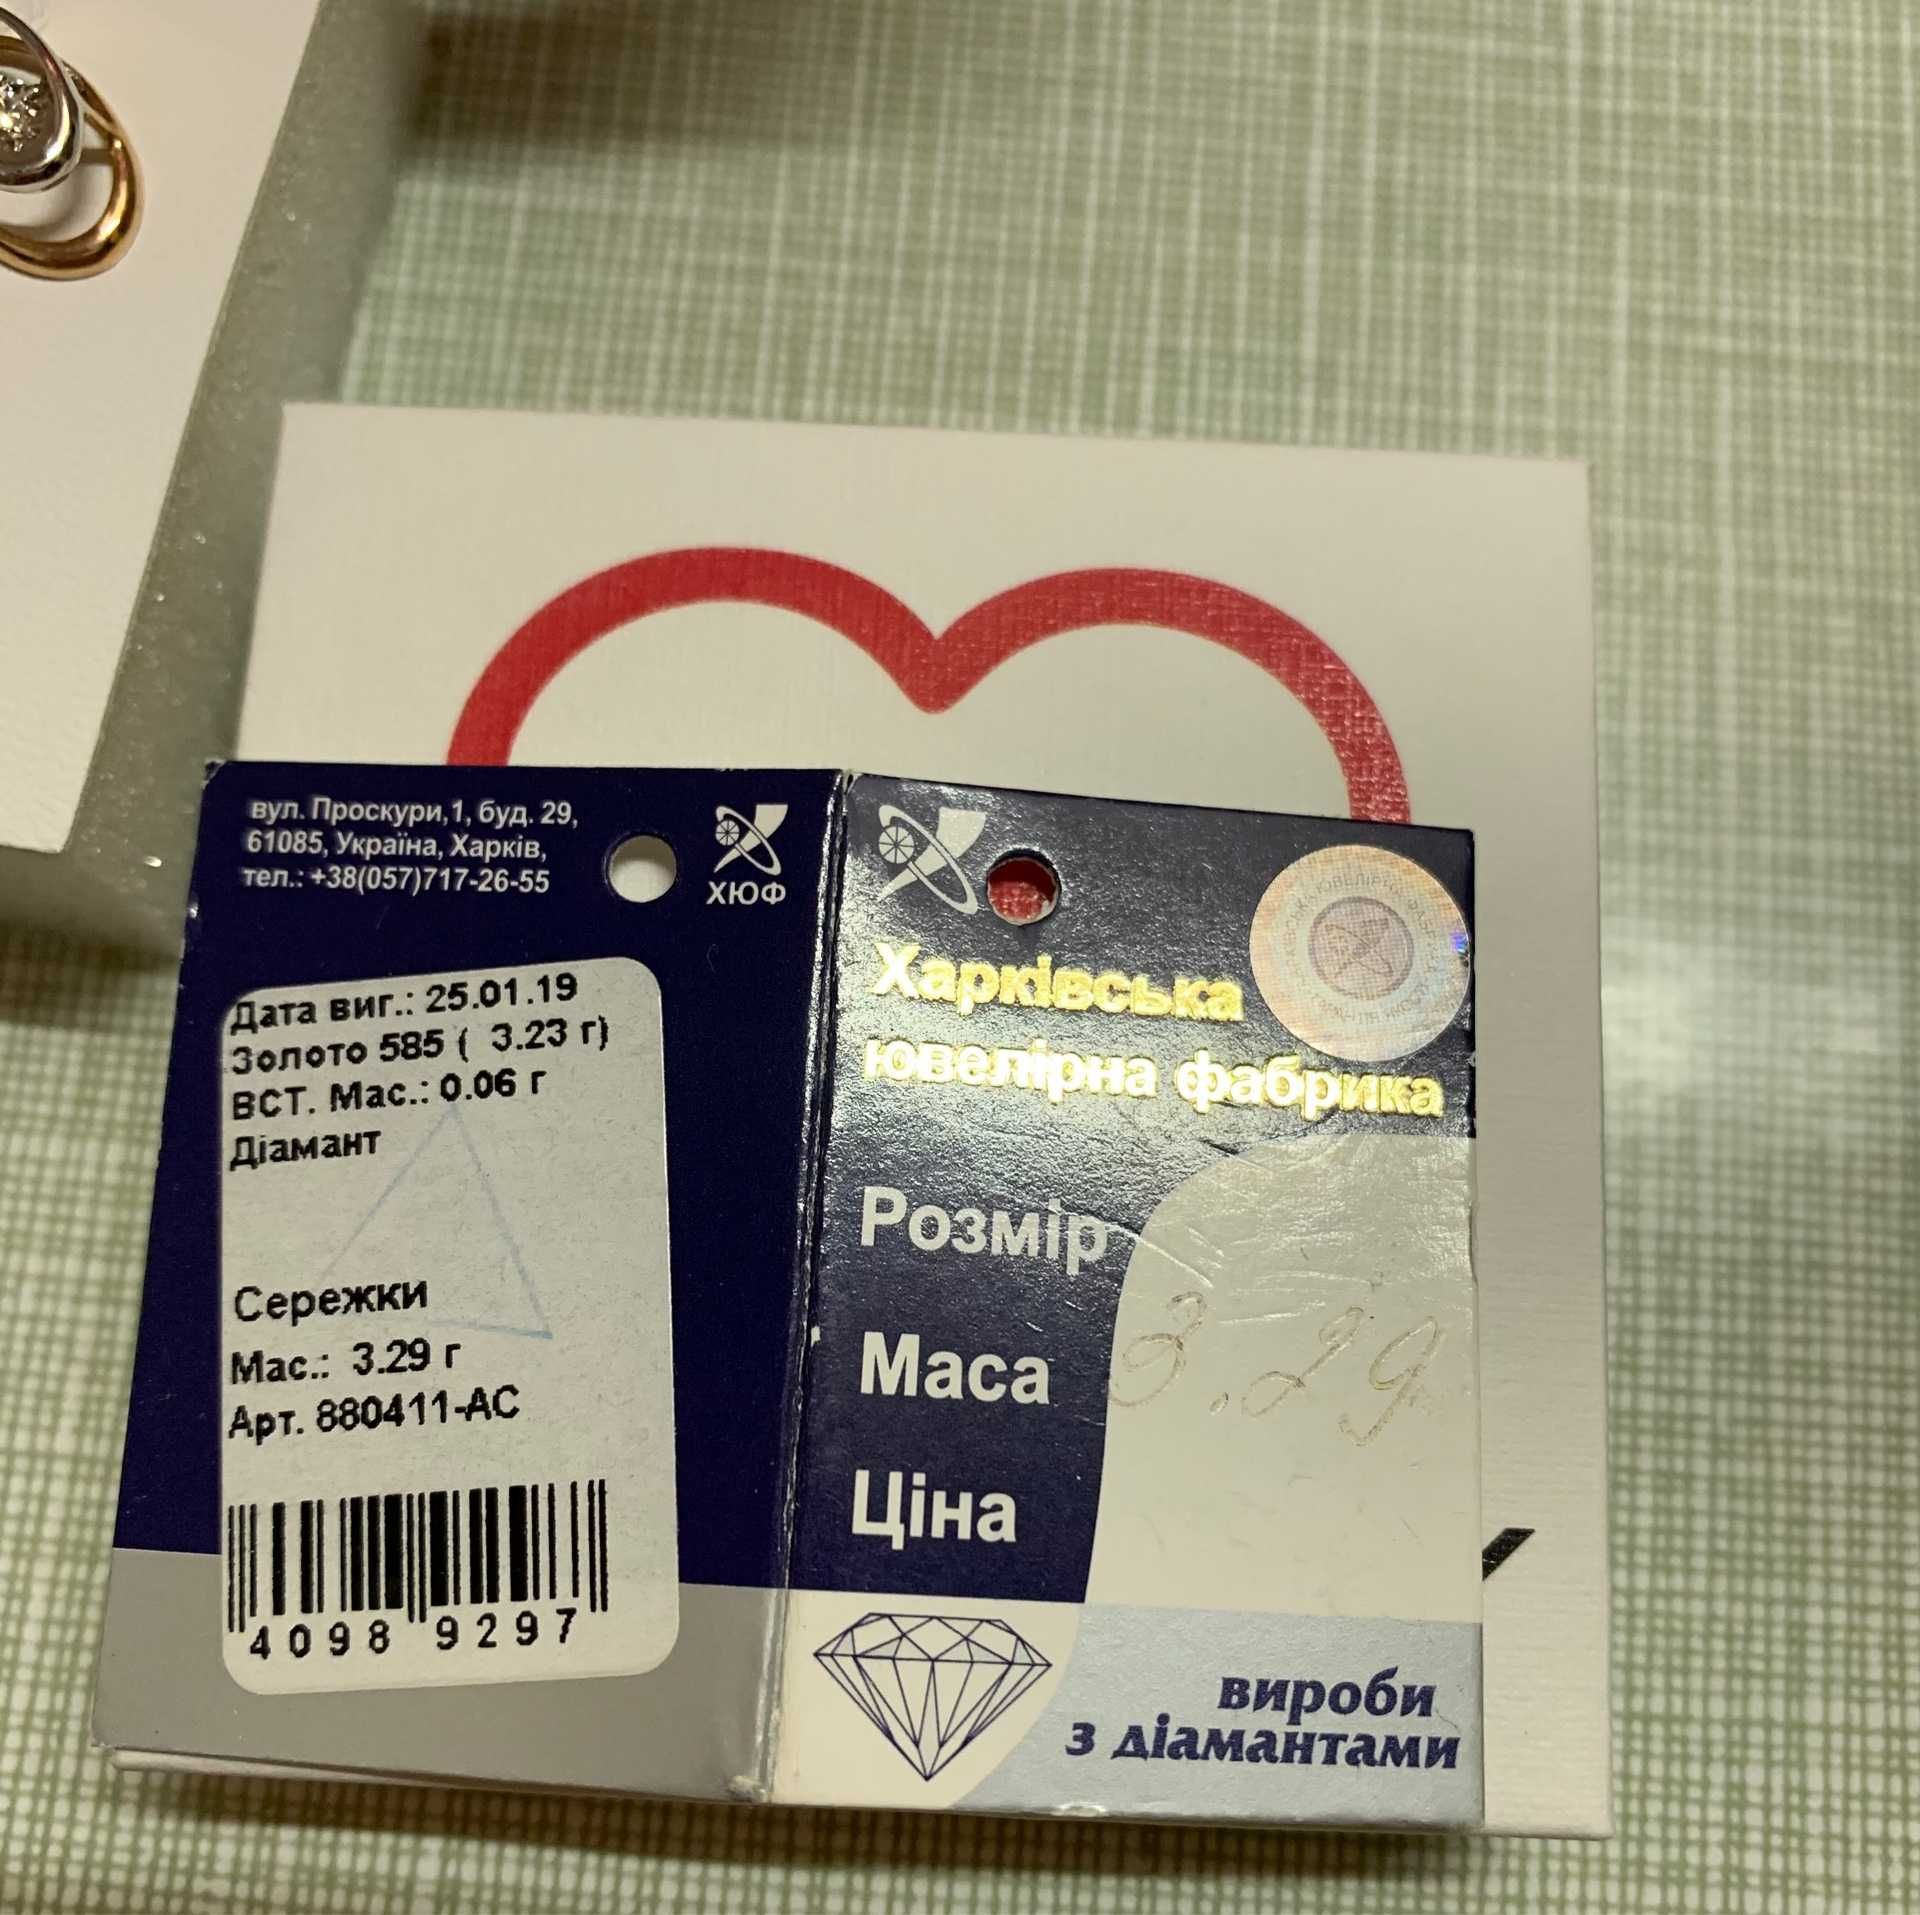 вул. Проскури,1, буд. 29,
61085, Україна, Харків,
тел.: +38(057)717-26-55
ХЮФ
Дата виг.: 25.01.19
Золото 585 ( 3.23 г)
ВСТ. Мас.: 0.06 г
Діамант
Сережки
Мас.: 3.29 г
Арт. 880411-АС
4098 9297
Харківська
ювелірна фабрика
Розмір
Маса 3.29
Ціна
вироби
з діамантами